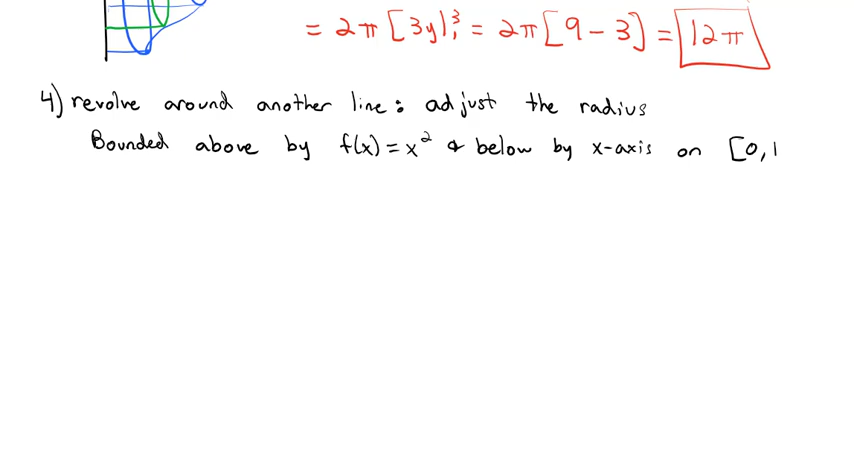 = 2π [3y]₁³ = 2π[9 - 3] = 12π
4) revolve around another line: adjust the radius
Bounded above by f(x) = x² & below by x-axis on [0, 1